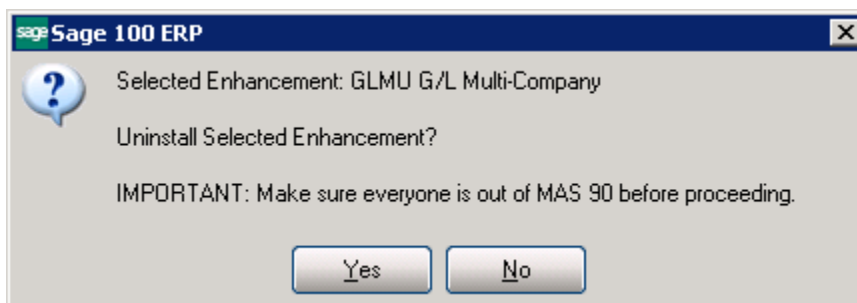 sage Sage 100 ERP
Selected Enhancement: GLMU G/L Multi-Company
Uninstall Selected Enhancement?
IMPORTANT: Make sure everyone is out of MAS 90 before proceeding.
Yes No